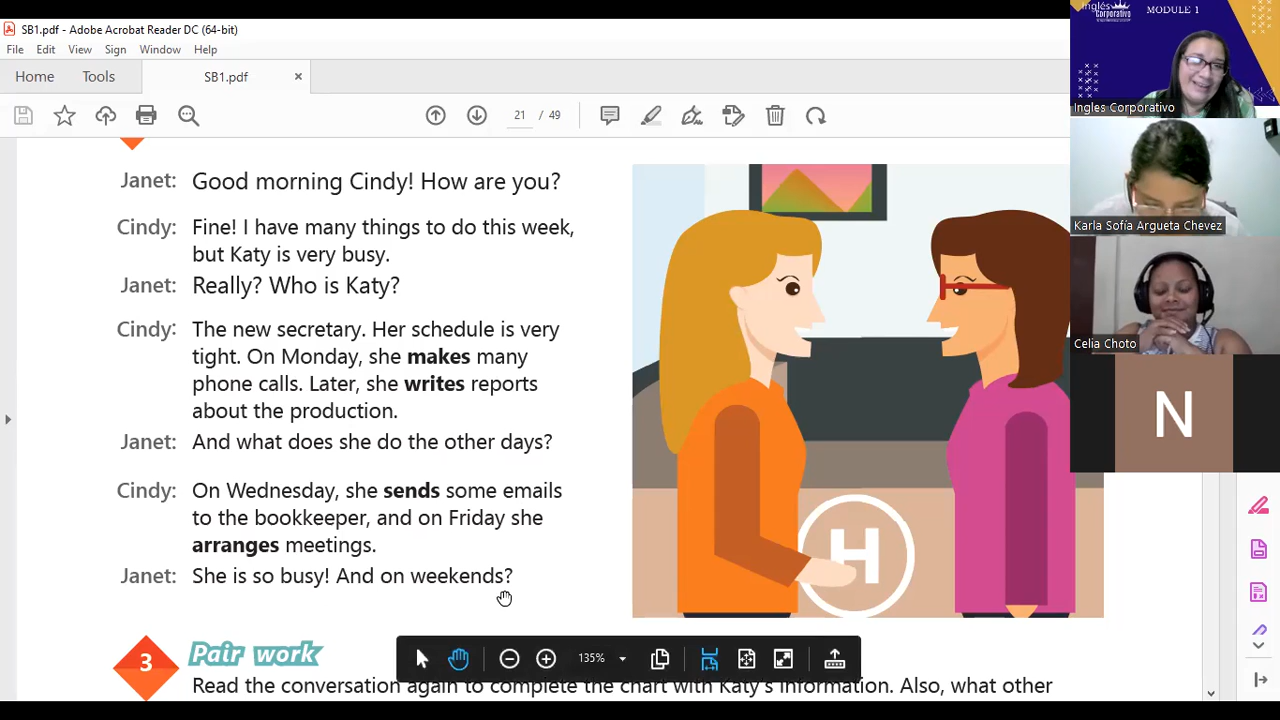 SB1.pdf - Adobe Acrobat Reader DC (64-bit)
File Edit View Sign Window Help
Home Tools SB1.pdf ×
21 / 49
Janet: Good morning Cindy! How are you?
Cindy: Fine! I have many things to do this week,
but Katy is very busy.
Janet: Really? Who is Katy?
Cindy: The new secretary. Her schedule is very
tight. On Monday, she makes many
phone calls. Later, she writes reports
about the production.
Janet: And what does she do the other days?
Cindy: On Wednesday, she sends some emails
to the bookkeeper, and on Friday she
arranges meetings.
Janet: She is so busy! And on weekends?
H
3 Pair work
Read the conversation again to complete the chart with Katy's information. Also, what other
135%
Inglés
Corporativo
MODULE 1
Ingles Corporativo
Karla Sofía Argueta Chevez
Celia Choto
N